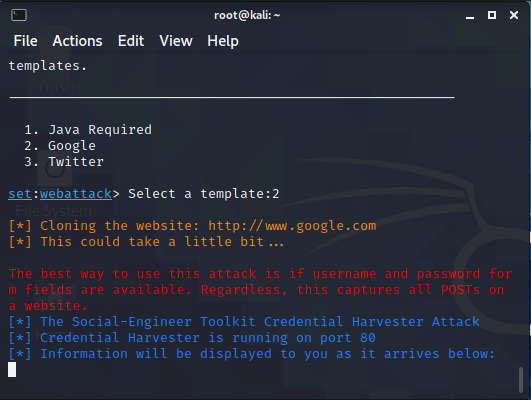 root@kali: ~
File Actions Edit View Help
templates.
1. Java Required
2. Google
3. Twitter
set:webattack> Select a template:2
[*] Cloning the website: http://www.google.com
[*] This could take a little bit...
The best way to use this attack is if username and password for
m fields are available. Regardless, this captures all POSTs on
a website.
[*] The Social-Engineer Toolkit Credential Harvester Attack
[*] Credential Harvester is running on port 80
[*] Information will be displayed to you as it arrives below:
Trash
File System